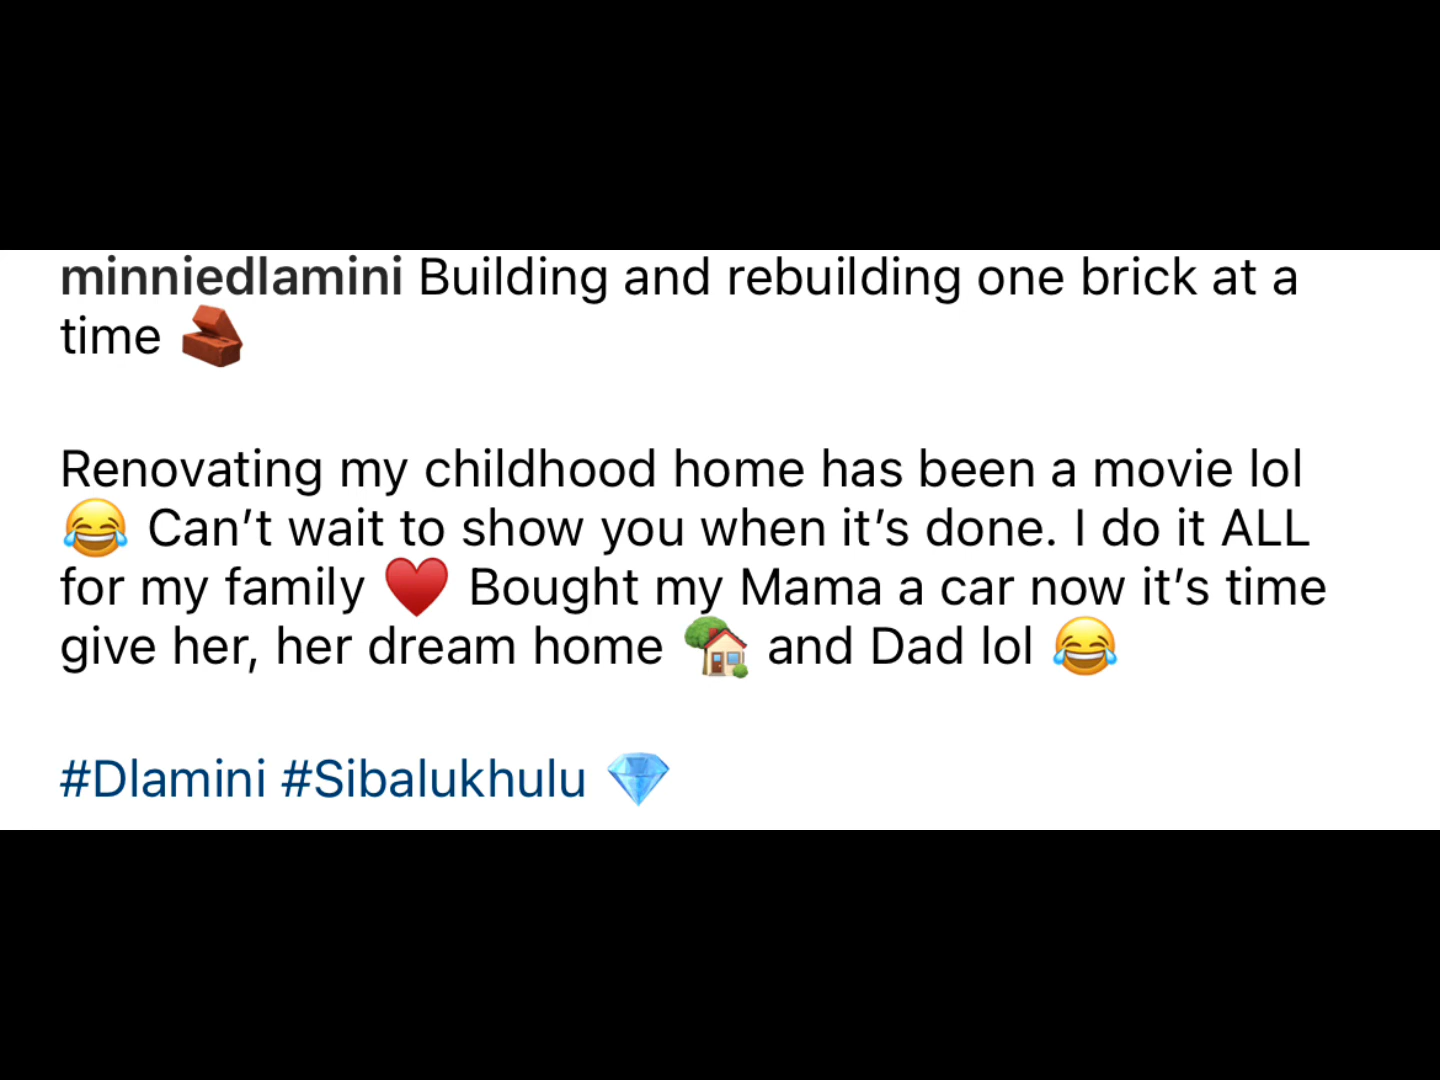 minniedlamini Building and rebuilding one brick at a
time 🧱
Renovating my childhood home has been a movie lol
😂 Can’t wait to show you when it’s done. I do it ALL
for my family ❤️ Bought my Mama a car now it’s time
give her, her dream home 🏡 and Dad lol 😂
#Dlamini #Sibalukhulu 💎